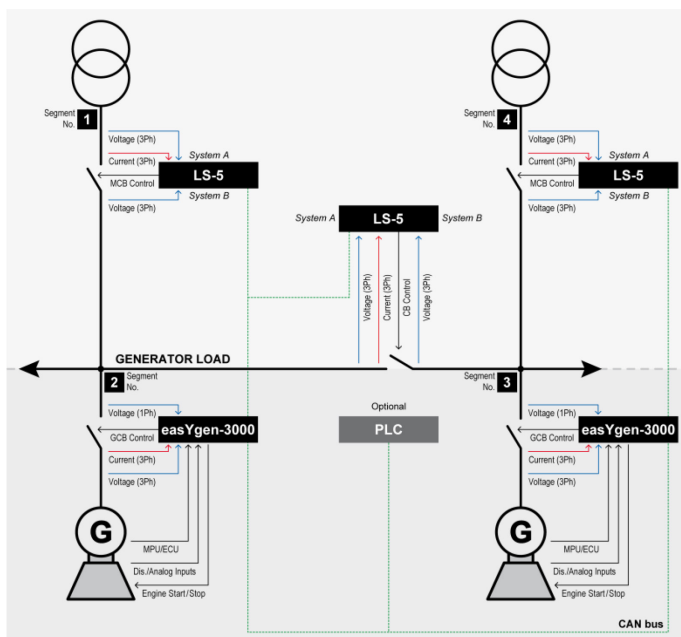 Segment
No.
1
Voltage (3Ph)
Current (3Ph)
System A
LS-5
MCB Control
System B
Voltage (3Ph)
Segment
No.
4
Voltage (3Ph)
Current (3Ph)
System A
LS-5
MCB Control
System B
Voltage (3Ph)
System A
LS-5
System B
Voltage (3Ph)
Current (3Ph)
CB Control
Voltage (3Ph)
GENERATOR LOAD
2
Segment
No.
Voltage (1Ph)
easYgen-3000
GCB Control
Current (3Ph)
Voltage (3Ph)
G
MPU/ECU
Dis./Analog Inputs
Engine Start/Stop
Optional
PLC
Segment
No.
3
Voltage (1Ph)
easYgen-3000
GCB Control
Current (3Ph)
Voltage (3Ph)
G
MPU/ECU
Dis./Analog Inputs
Engine Start/Stop
CAN bus